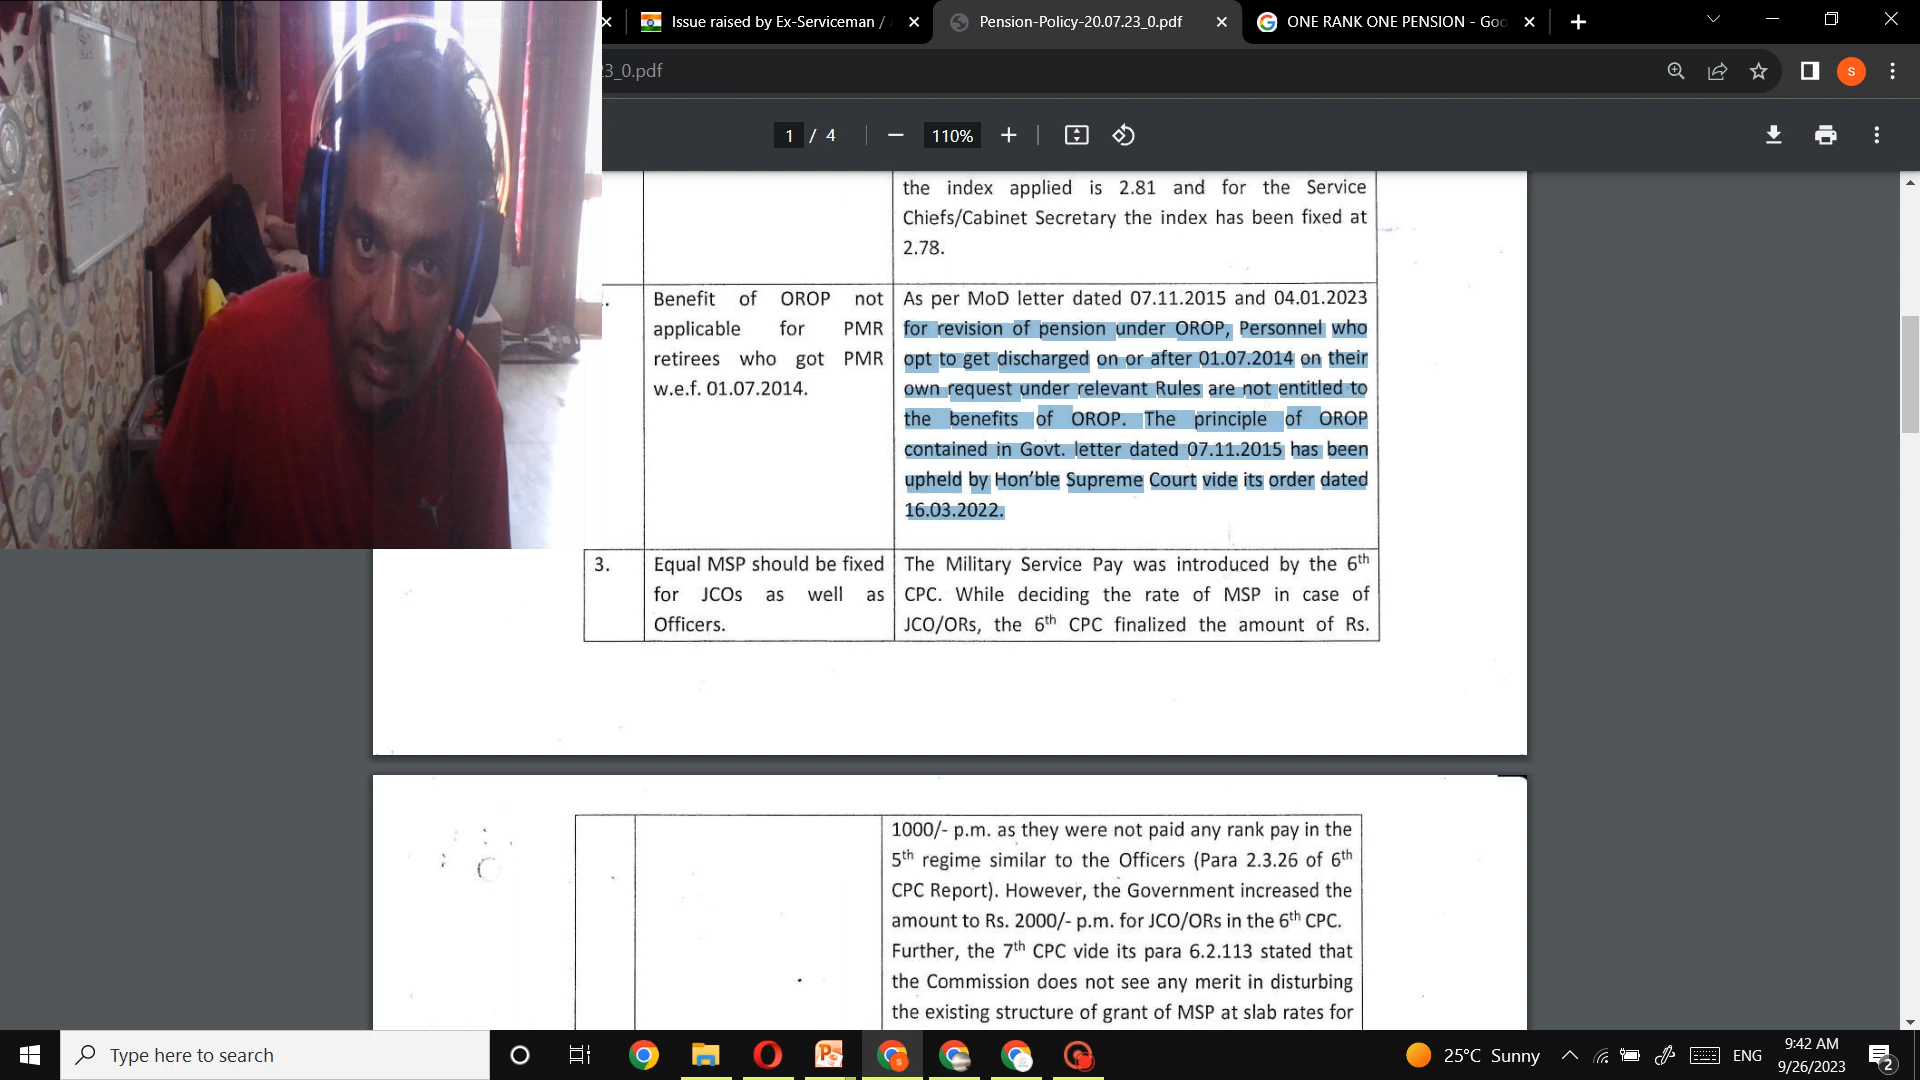 Issue raised by Ex-Serviceman /
Pension-Policy-20.07.23_0.pdf
ONE RANK ONE PENSION - Goo
23_0.pdf
s
1 / 4
110%
the index applied is 2.81 and for the Service
Chiefs/Cabinet Secretary the index has been fixed at
2.78.
Benefit of OROP not
applicable for PMR
retirees who got PMR
w.e.f. 01.07.2014.
As per MoD letter dated 07.11.2015 and 04.01.2023
for revision of pension under OROP, Personnel who
opt to get discharged on or after 01.07.2014 on their
own request under relevant Rules are not entitled to
the benefits of OROP. The principle of OROP
contained in Govt. letter dated 07.11.2015 has been
upheld by Hon'ble Supreme Court vide its order dated
16.03.2022.
3.
Equal MSP should be fixed
for JCOs as well as
Officers.
The Military Service Pay was introduced by the 6th
CPC. While deciding the rate of MSP in case of
JCO/ORs, the 6th CPC finalized the amount of Rs.
1000/- p.m. as they were not paid any rank pay in the
5th regime similar to the Officers (Para 2.3.26 of 6th
CPC Report). However, the Government increased the
amount to Rs. 2000/- p.m. for JCO/ORs in the 6th CPC.
Further, the 7th CPC vide its para 6.2.113 stated that
the Commission does not see any merit in disturbing
the existing structure of grant of MSP at slab rates for
Type here to search
25°C Sunny
ENG
9:42 AM
9/26/2023
2